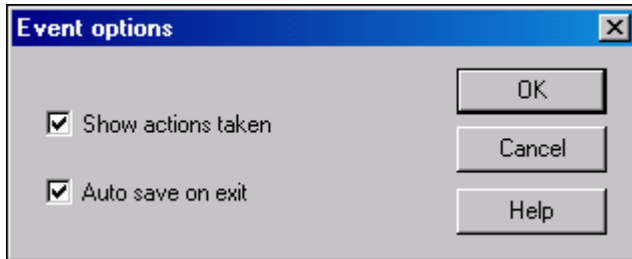 Event options
Show actions taken
Auto save on exit
OK
Cancel
Help